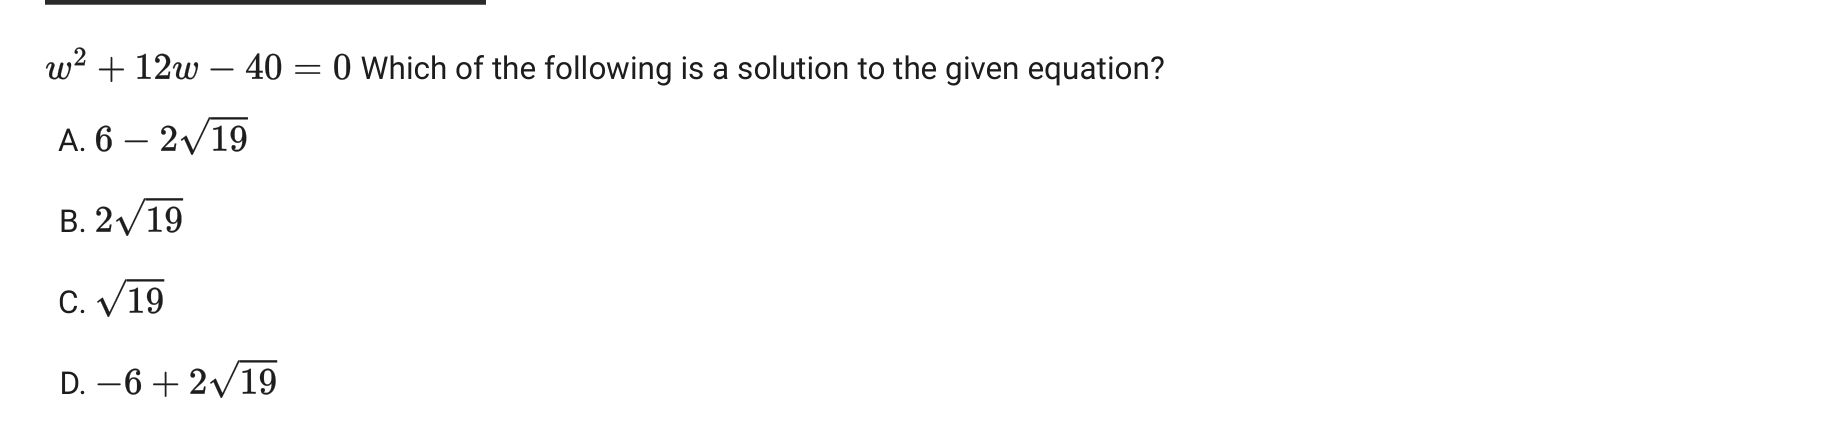 w² + 12w − 40 = 0 Which of the following is a solution to the given equation?
A. 6 − 2√19
B. 2√19
C. √19
D. −6 + 2√19